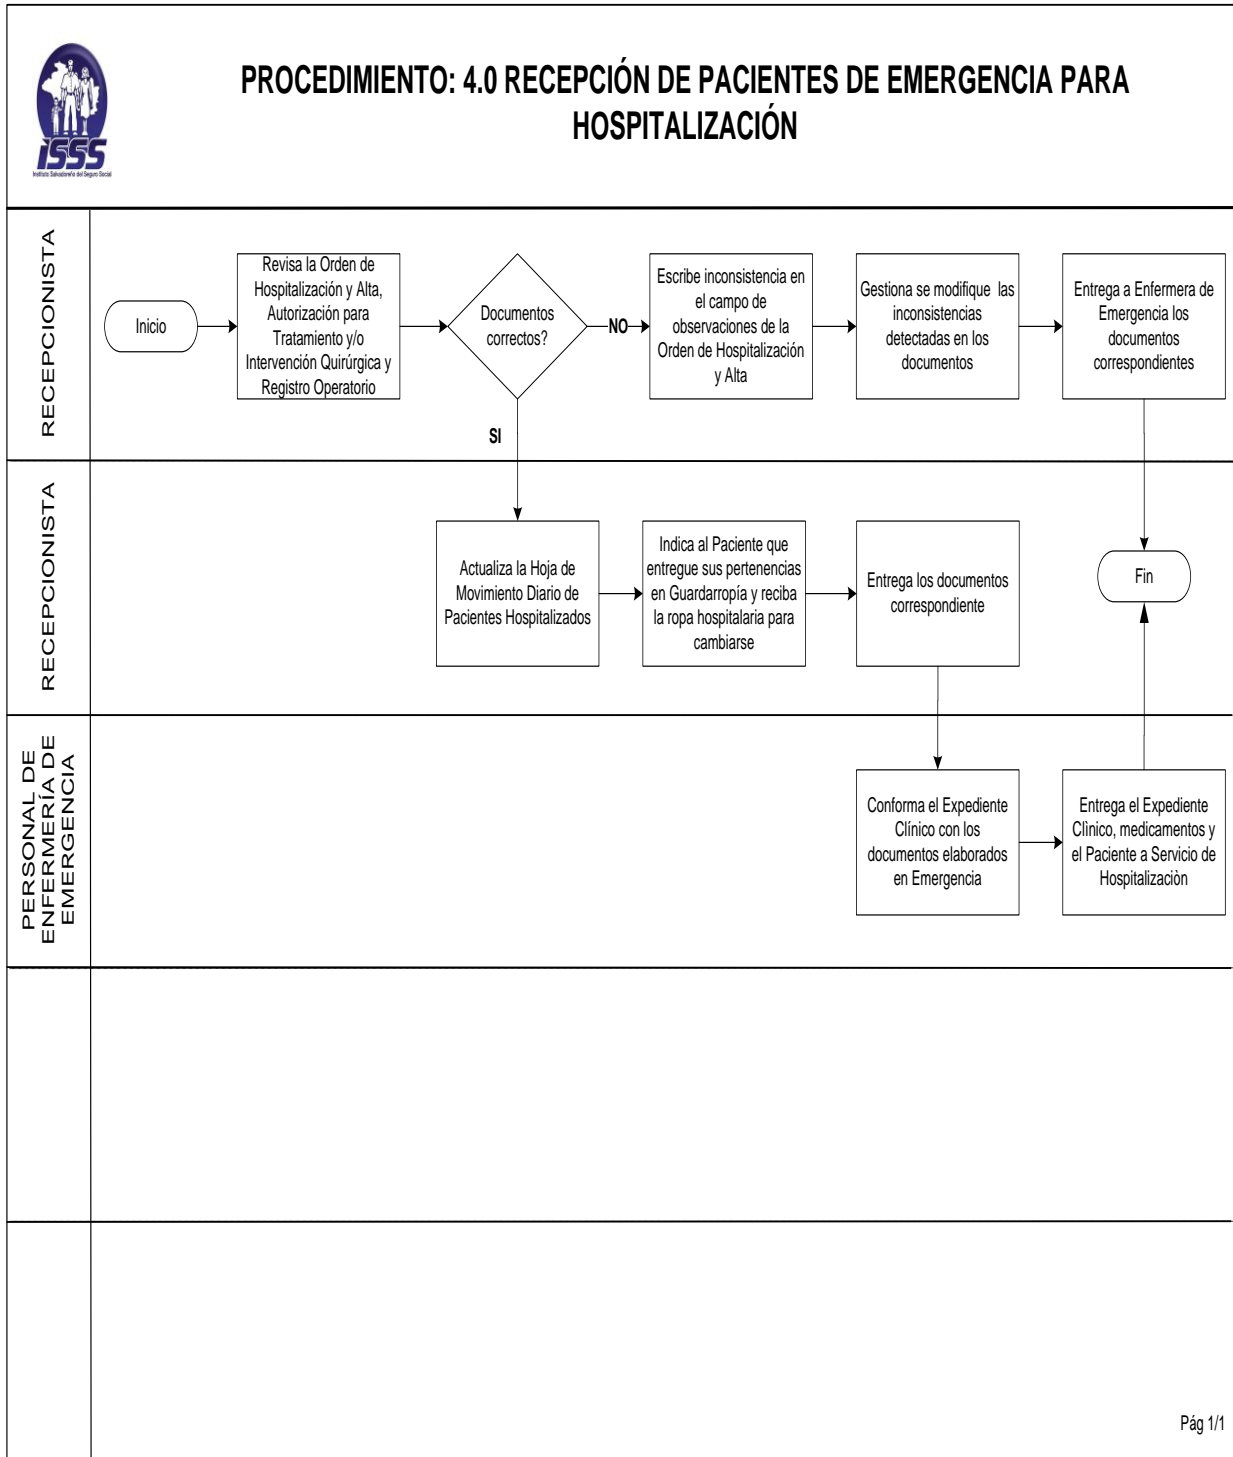 PROCEDIMIENTO: 4.0 RECEPCIÓN DE PACIENTES DE EMERGENCIA PARA
HOSPITALIZACIÓN
ISSS
Instituto Salvadoreño del Seguro Social
RECEPCIONISTA
Inicio
Revisa la Orden de
Hospitalización y Alta,
Autorización para
Tratamiento y/o
Intervención Quirúrgica y
Registro Operatorio
Documentos
correctos?
NO
Escribe inconsistencia en
el campo de
observaciones de la
Orden de Hospitalización
y Alta
Gestiona se modifique las
inconsistencias
detectadas en los
documentos
Entrega a Enfermera de
Emergencia los
documentos
correspondientes
SI
RECEPCIONISTA
Actualiza la Hoja de
Movimiento Diario de
Pacientes Hospitalizados
Indica al Paciente que
entregue sus pertenencias
en Guardarropía y reciba
la ropa hospitalaria para
cambiarse
Entrega los documentos
correspondiente
Fin
PERSONAL DE
ENFERMERÍA DE
EMERGENCIA
Conforma el Expediente
Clínico con los
documentos elaborados
en Emergencia
Entrega el Expediente
Clìnico, medicamentos y
el Paciente a Servicio de
Hospitalizaciòn
Pág 1/1